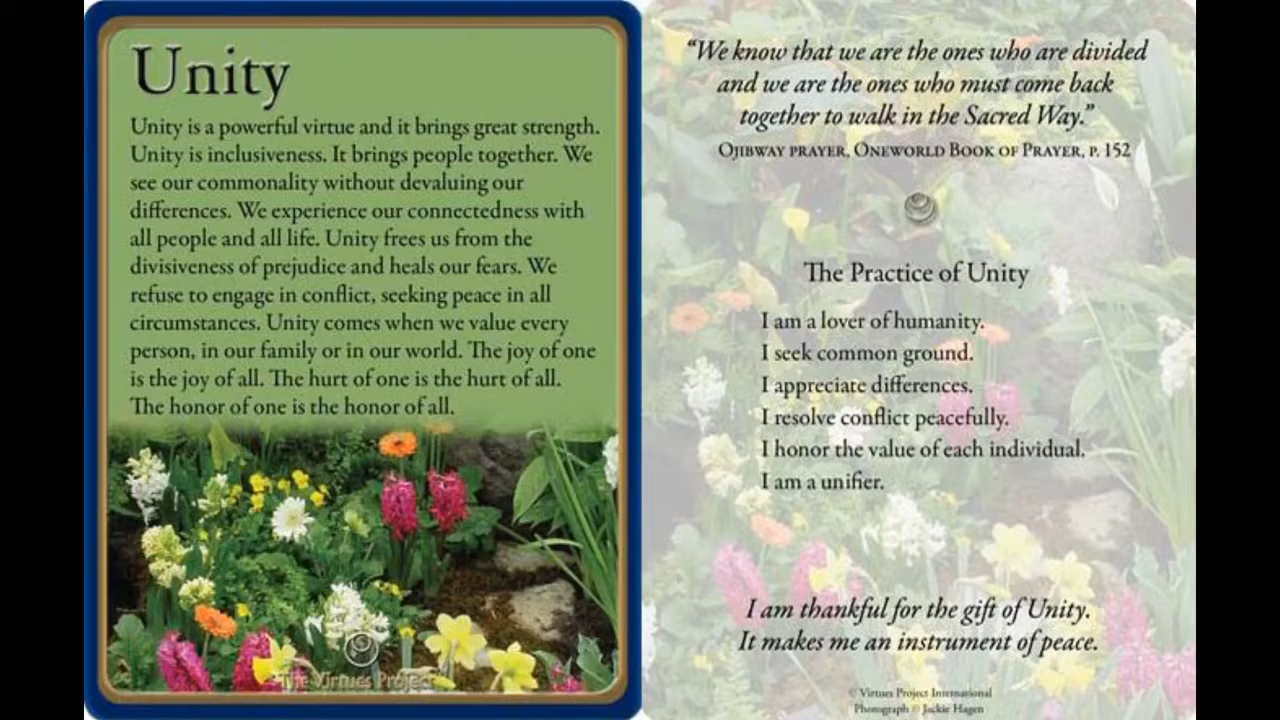 Unity
Unity is a powerful virtue and it brings great strength.
Unity is inclusiveness. It brings people together. We
see our commonality without devaluing our
differences. We experience our connectedness with
all people and all life. Unity frees us from the
divisiveness of prejudice and heals our fears. We
refuse to engage in conflict, seeking peace in all
circumstances. Unity comes when we value every
person, in our family or in our world. The joy of one
is the joy of all. The hurt of one is the hurt of all.
The honor of one is the honor of all.
The Virtues Project
“We know that we are the ones who are divided
and we are the ones who must come back
together to walk in the Sacred Way.”
Ojibway prayer, Oneworld Book of Prayer, p. 152
The Practice of Unity
I am a lover of humanity.
I seek common ground.
I appreciate differences.
I resolve conflict peacefully.
I honor the value of each individual.
I am a unifier.
I am thankful for the gift of Unity.
It makes me an instrument of peace.
© Virtues Project International
Photograph © Jackie Hagen